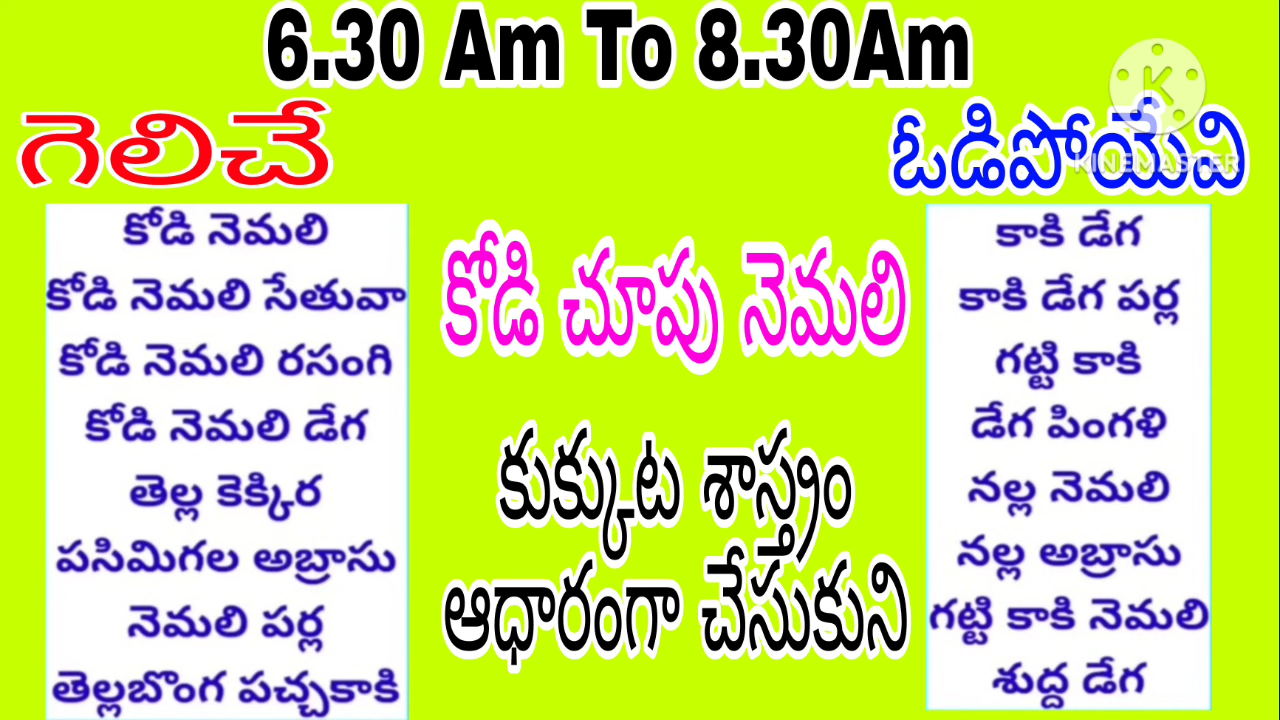 6.30 Am To 8.30Am
గెలిచే
కోడి నెమలి
కోడి నెమలి సేతువా
కోడి నెమలి రసంగి
కోడి నెమలి డేగ
తెల్ల కెక్కిర
పసిమిగల అబ్రాసు
నెమలి పర్ల
తెల్లబొంగ పచ్చకాకి
కోడి చూపు నెమలి
కుక్కుట శాస్త్రం
ఆధారంగా చేసుకుని
ఓడిపోయేవి
కాకి డేగ
కాకి డేగ పర్ల
గట్టి కాకి
డేగ పింగళి
నల్ల నెమలి
నల్ల అబ్రాసు
గట్టి కాకి నెమలి
శుద్ద డేగ
K
KINEMASTER